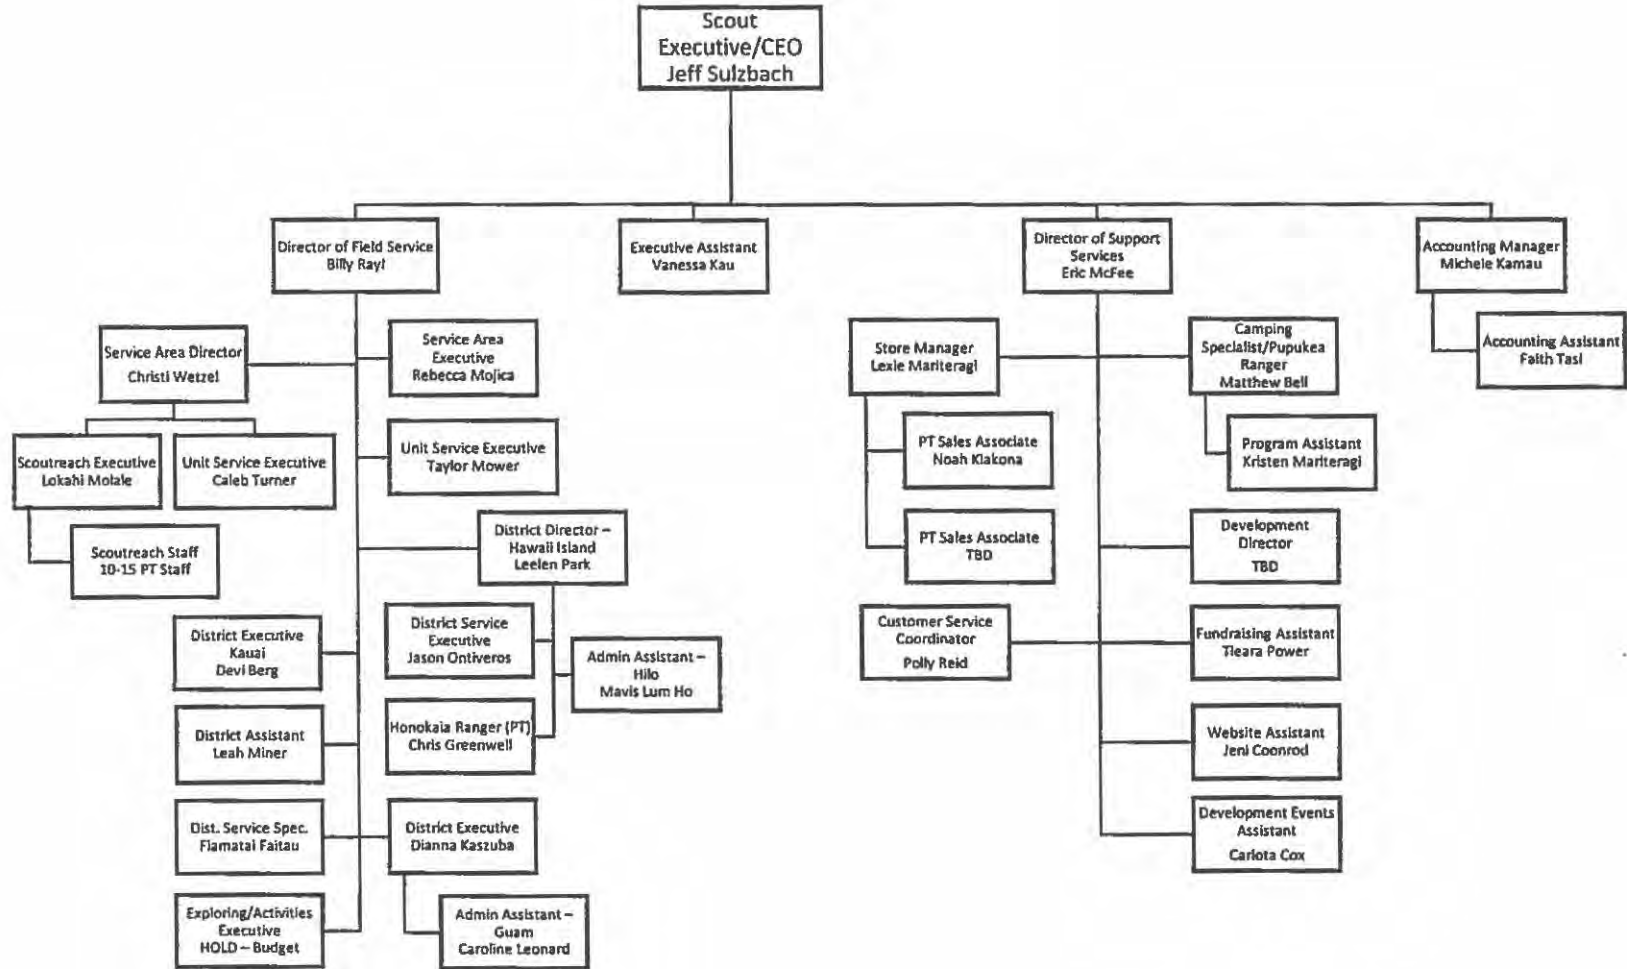 Scout
Executive/CEO
Jeff Sulzbach
Director of Field Service
Billy Rayl
Executive Assistant
Vanessa Kau
Director of Support
Services
Eric McFee
Accounting Manager
Michele Kamau
Service Area Director
Christi Wetzel
Service Area
Executive
Rebecca Mojica
Store Manager
Lexie Mariteragi
Camping
Specialist/Pupukea
Ranger
Matthew Bell
Accounting Assistant
Faith Tasi
Scoutreach Executive
Lokahi Molale
Unit Service Executive
Caleb Turner
Unit Service Executive
Taylor Mower
PT Sales Associate
Noah Kiakona
Program Assistant
Kristen Mariteragi
Scoutreach Staff
10-15 PT Staff
District Director –
Hawaii Island
Leelen Park
PT Sales Associate
TBD
Development
Director
TBD
District Executive
Kauai
Devi Berg
District Service
Executive
Jason Ontiveros
Admin Assistant –
Hilo
Mavis Lum Ho
Customer Service
Coordinator
Polly Reid
Fundraising Assistant
Tieara Power
District Assistant
Leah Miner
Honokaia Ranger (PT)
Chris Greenwell
Website Assistant
Jeni Coonrod
Dist. Service Spec.
Fiamatai Faitau
District Executive
Dianna Kaszuba
Development Events
Assistant
Carlota Cox
Exploring/Activities
Executive
HOLD – Budget
Admin Assistant –
Guam
Caroline Leonard